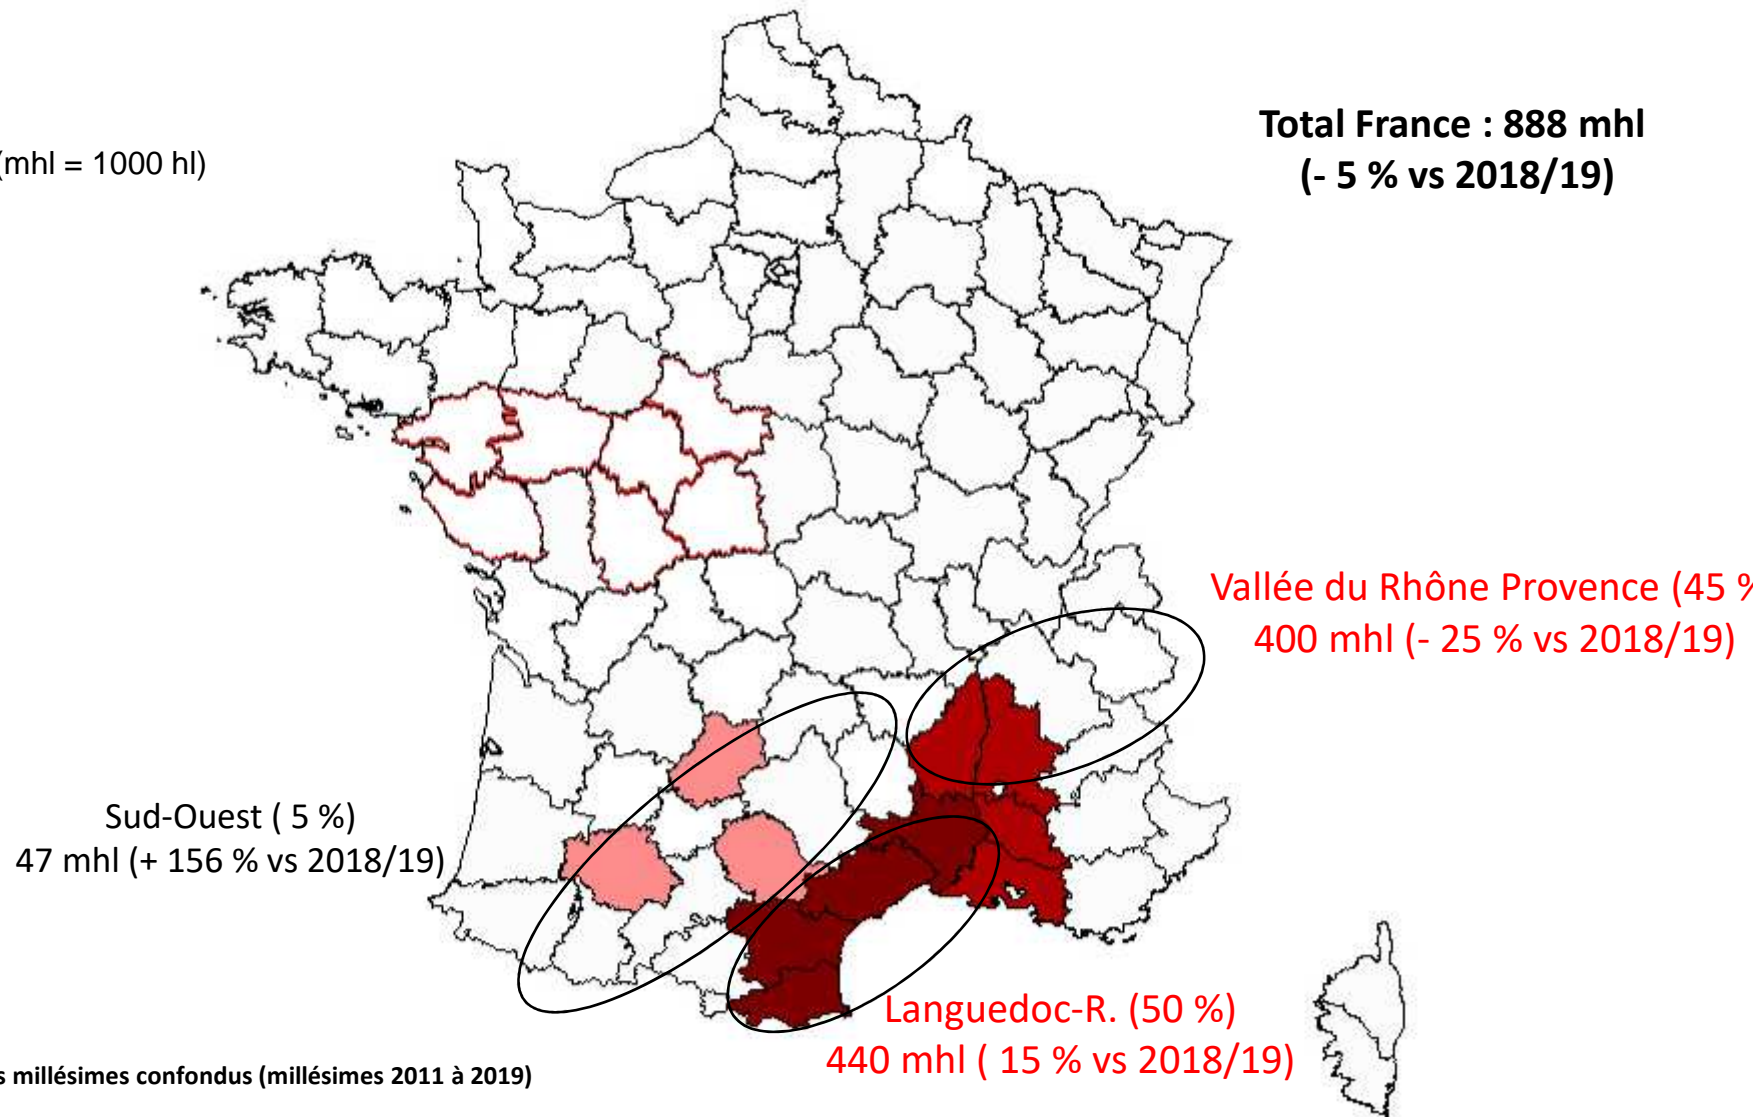 (mhl = 1000 hl)
Total France : 888 mhl
(- 5 % vs 2018/19)
Vallée du Rhône Provence (45 %
400 mhl (- 25 % vs 2018/19)
Sud-Ouest ( 5 %)
47 mhl (+ 156 % vs 2018/19)
Languedoc-R. (50 %)
440 mhl ( 15 % vs 2018/19)
s millésimes confondus (millésimes 2011 à 2019)